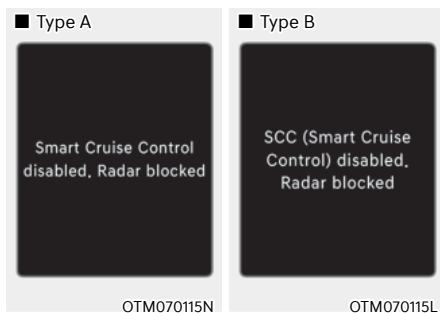 ■ Type A
Smart Cruise Control
disabled. Radar blocked
OTM070115N
■ Type B
SCC (Smart Cruise
Control) disabled.
Radar blocked
OTM070115L